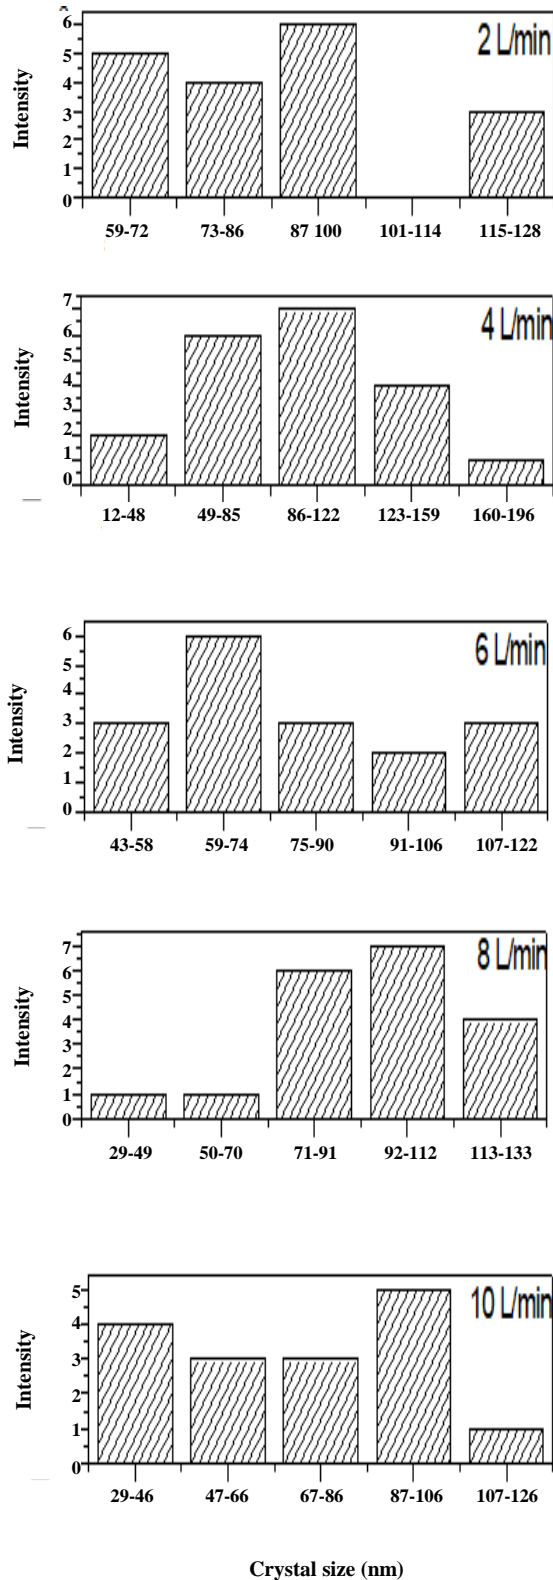 2 L/min
Intensity
6
5
4
3
2
1
0
59-72 73-86 87 100 101-114 115-128
4 L/min
Intensity
7
6
5
4
3
2
1
0
12-48 49-85 86-122 123-159 160-196
6 L/min
Intensity
6
5
4
3
2
1
0
43-58 59-74 75-90 91-106 107-122
8 L/min
Intensity
7
6
5
4
3
2
1
0
29-49 50-70 71-91 92-112 113-133
10 L/min
Intensity
5
4
3
2
1
0
29-46 47-66 67-86 87-106 107-126
Crystal size (nm)